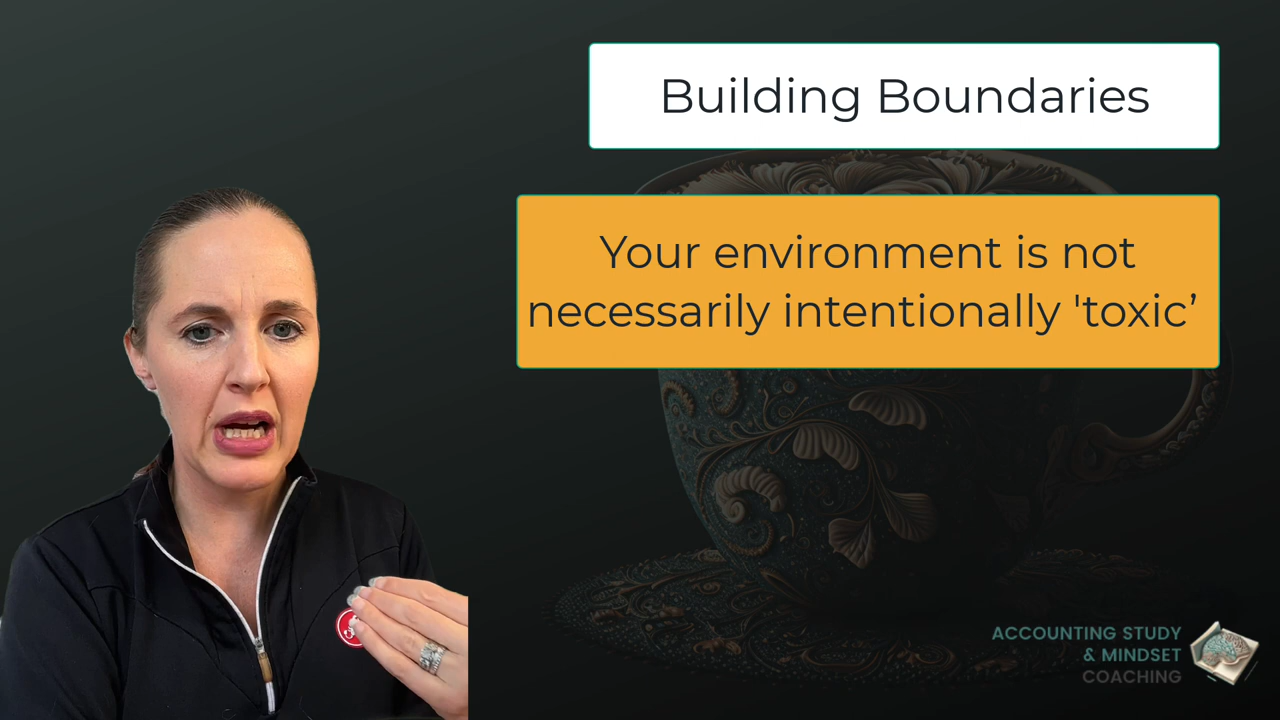 Building Boundaries
Your environment is not
necessarily intentionally 'toxic’
ACCOUNTING STUDY
& MINDSET
COACHING